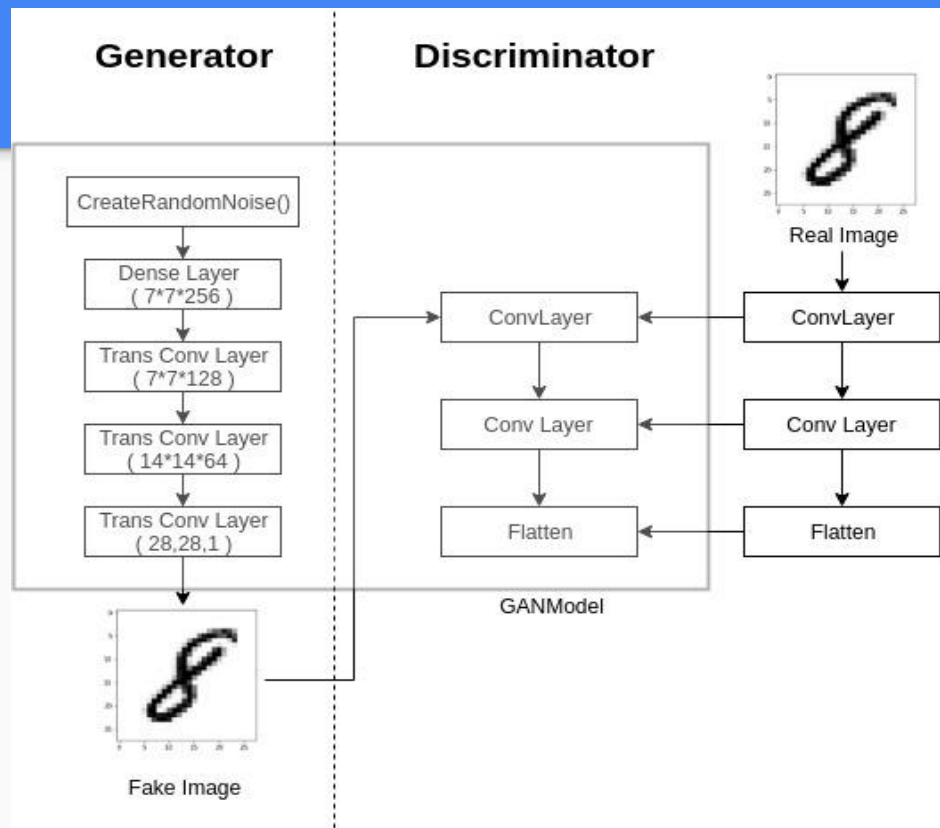 Generator
Discriminator
CreateRandomNoise()
Dense Layer
( 7*7*256 )
Trans Conv Layer
( 7*7*128 )
Trans Conv Layer
( 14*14*64 )
Trans Conv Layer
( 28,28,1 )
Fake Image
ConvLayer
Conv Layer
Flatten
GANModel
Real Image
ConvLayer
Conv Layer
Flatten